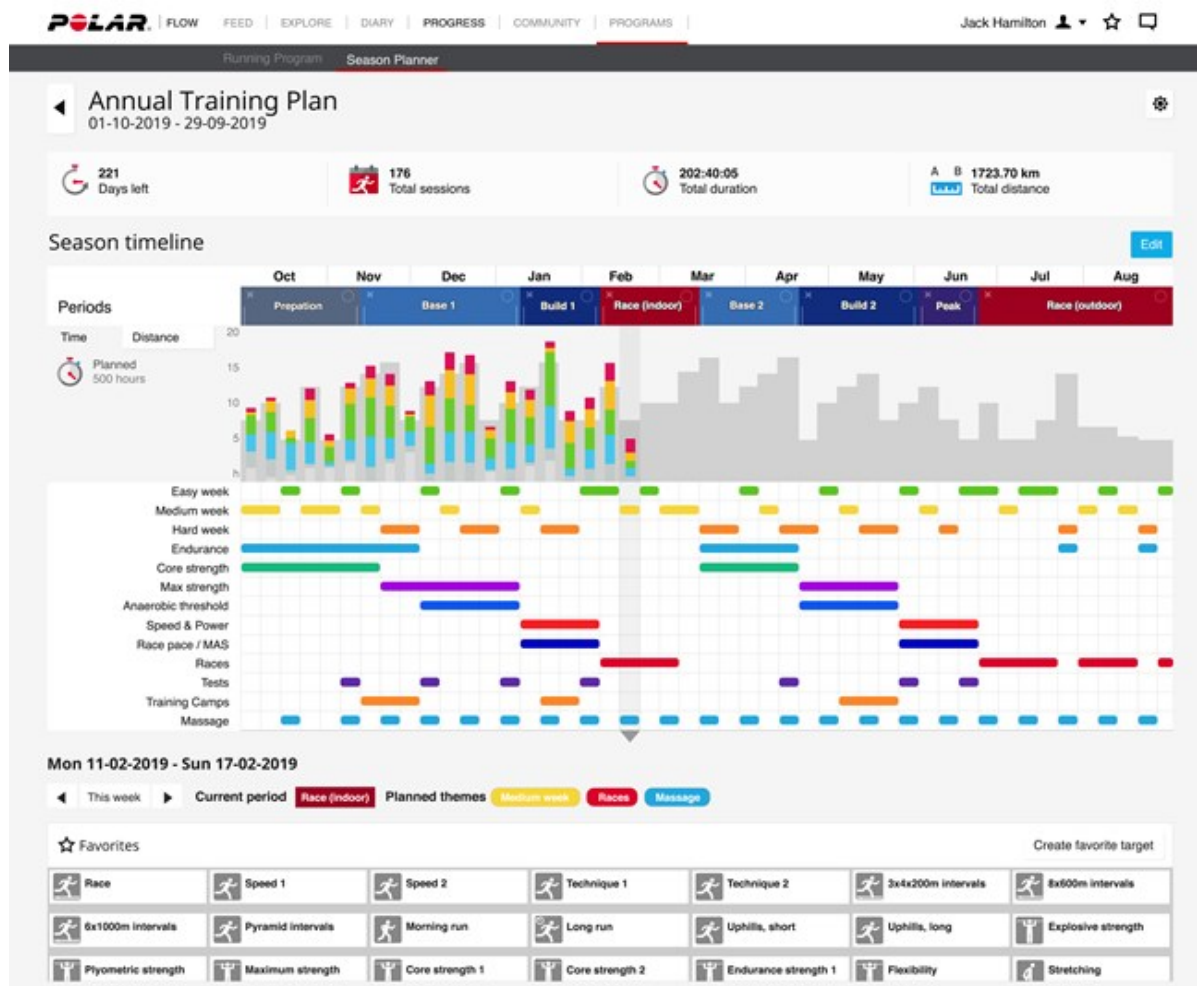 POLAR. FLOW FEED EXPLORE DIARY PROGRESS COMMUNITY PROGRAMS Jack Hamilton
Running Program Season Planner
Annual Training Plan
01-10-2019 - 29-09-2019
221 176 202:40:05 A B 1723.70 km
Days left Total sessions Total duration Total distance
Season timeline Edit
Oct Nov Dec Jan Feb Mar Apr May Jun Jul Aug
Periods Prepation Base 1 Build 1 Race (indoor) Base 2 Build 2 Peak Race (outdoor)
Time Distance 20
Planned
500 hours
15
10
5
h
Easy week
Medium week
Hard week
Endurance
Core strength
Max strength
Anaerobic threshold
Speed & Power
Race pace / MAS
Races
Tests
Training Camps
Massage
Mon 11-02-2019 - Sun 17-02-2019
This week Current period Race (indoor) Planned themes Medium week Races Massage
Favorites Create favorite target
Race Speed 1 Speed 2 Technique 1 Technique 2 3x4x200m intervals 8x600m intervals
6x1000m intervals Pyramid intervals Morning run Long run Uphills, short Uphills, long Explosive strength
Plyometric strength Maximum strength Core strength 1 Core strength 2 Endurance strength 1 Flexibility Stretching